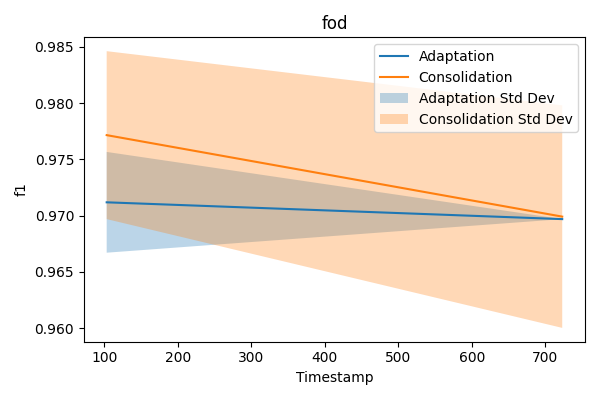 fod
0.985
0.980
0.975
0.970
0.965
0.960
f1
Adaptation
Consolidation
Adaptation Std Dev
Consolidation Std Dev
100
200
300
400
500
600
700
Timestamp